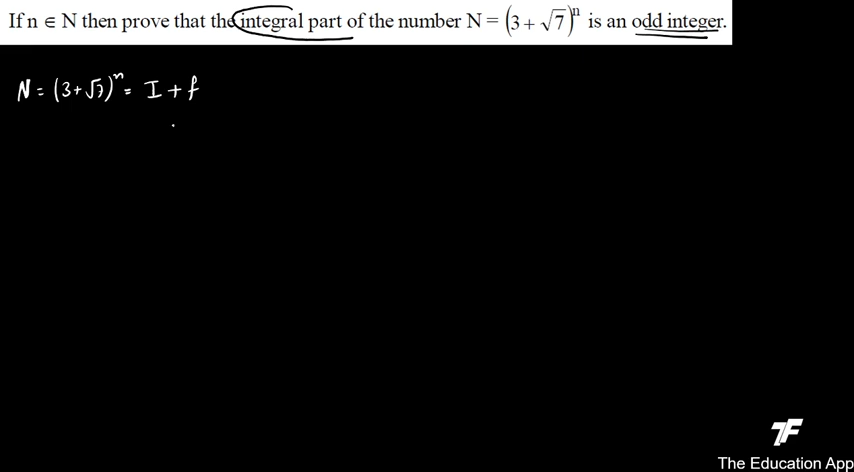 If n ∈ N then prove that the integral part of the number N = (3 + √7)ⁿ is an odd integer.
N = (3+√7)ⁿ = I + f
The Education App